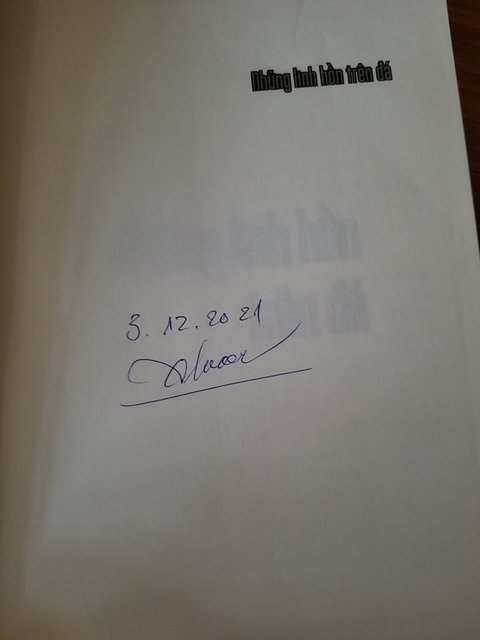 Những linh hồn trên đá
3.12.2021